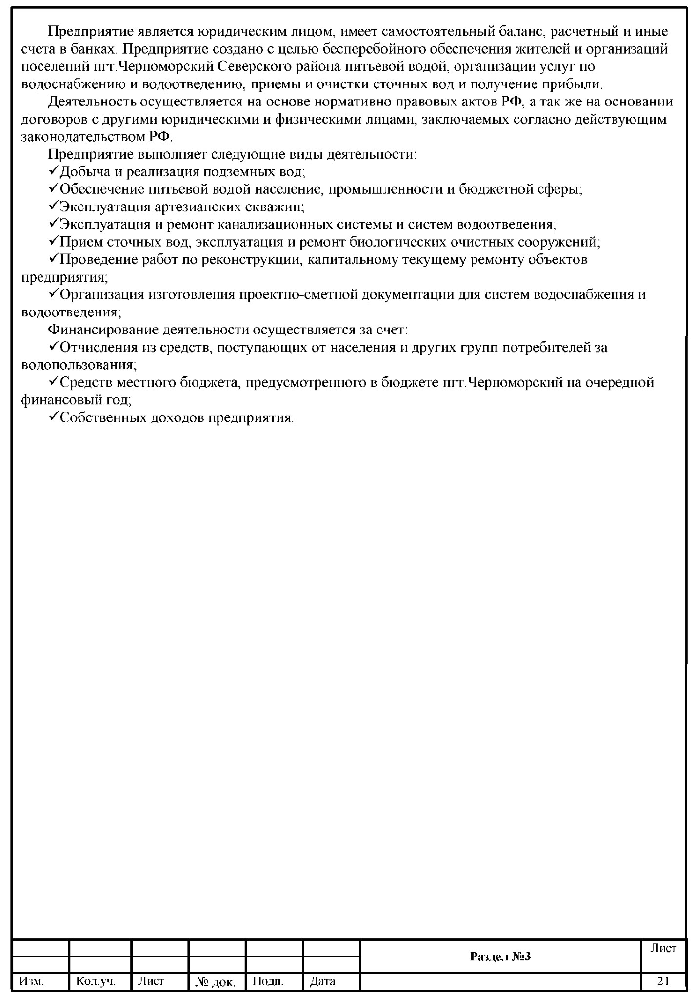 Предприятие является юридическим лицом, имеет самостоятельный баланс, расчетный и иные
счета в банках. Предприятие создано с целью бесперебойного обеспечения жителей и организаций
поселений пгт.Черноморский Северского района питьевой водой, организации услуг по
водоснабжению и водоотведению, приемы и очистки сточных вод и получение прибыли.
Деятельность осуществляется на основе нормативно правовых актов РФ, а так же на основании
договоров с другими юридическими и физическими лицами, заключаемых согласно действующим
законодательством РФ.
Предприятие выполняет следующие виды деятельности:
✓Добыча и реализация подземных вод;
✓Обеспечение питьевой водой население, промышленности и бюджетной сферы;
✓Эксплуатация артезианских скважин;
✓Эксплуатация и ремонт канализационных системы и систем водоотведения;
✓Прием сточных вод, эксплуатация и ремонт биологических очистных сооружений;
✓Проведение работ по реконструкции, капитальному текущему ремонту объектов
предприятия;
✓Организация изготовления проектно-сметной документации для систем водоснабжения и
водоотведения;
Финансирование деятельности осуществляется за счет:
✓Отчисления из средств, поступающих от населения и других групп потребителей за
водопользования;
✓Средств местного бюджета, предусмотренного в бюджете пгт.Черноморский на очередной
финансовый год;
✓Собственных доходов предприятия.
Раздел №3
Лист
Изм. Кол.уч. Лист № док. Подп. Дата
21